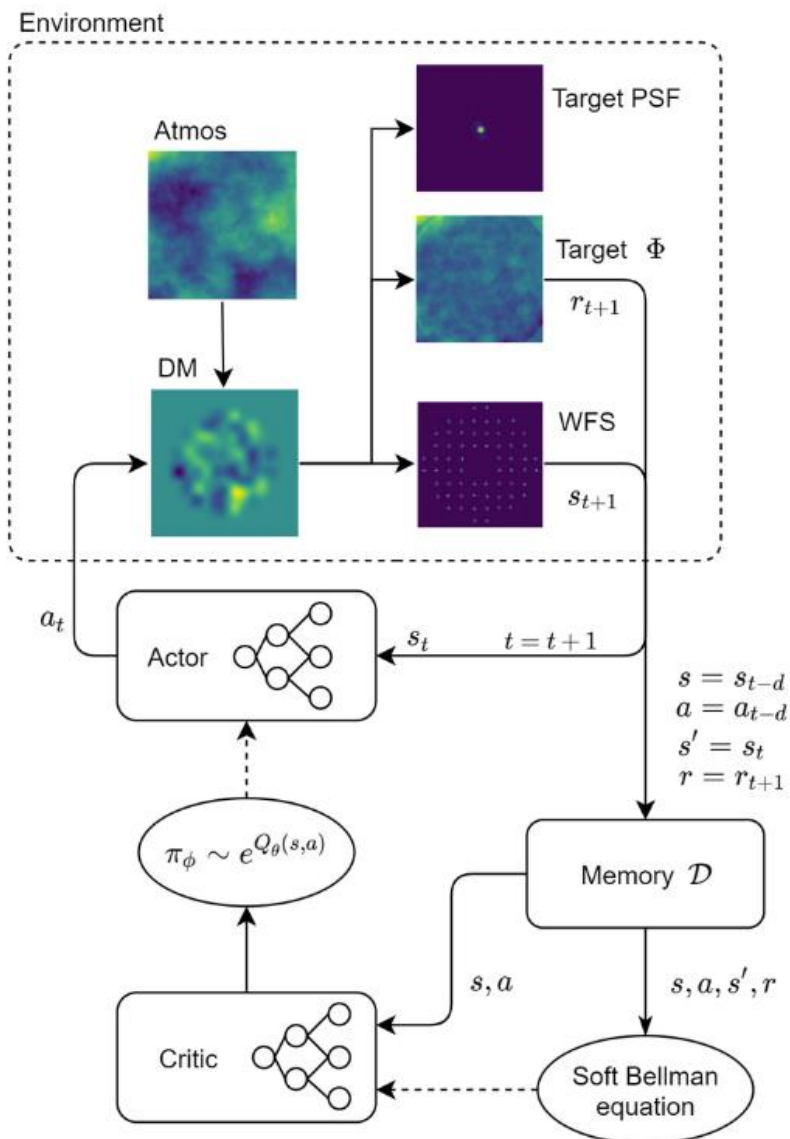 Environment
Target PSF
Atmos
Target Φ
r_{t+1}
DM
WFS
s_{t+1}
a_t
Actor
s_t
t = t + 1
s = s_{t-d}
a = a_{t-d}
s' = s_t
r = r_{t+1}
π_ϕ ∼ e^{Q_θ(s,a)}
Memory 𝒟
s, a
s, a, s', r
Critic
Soft Bellman
equation